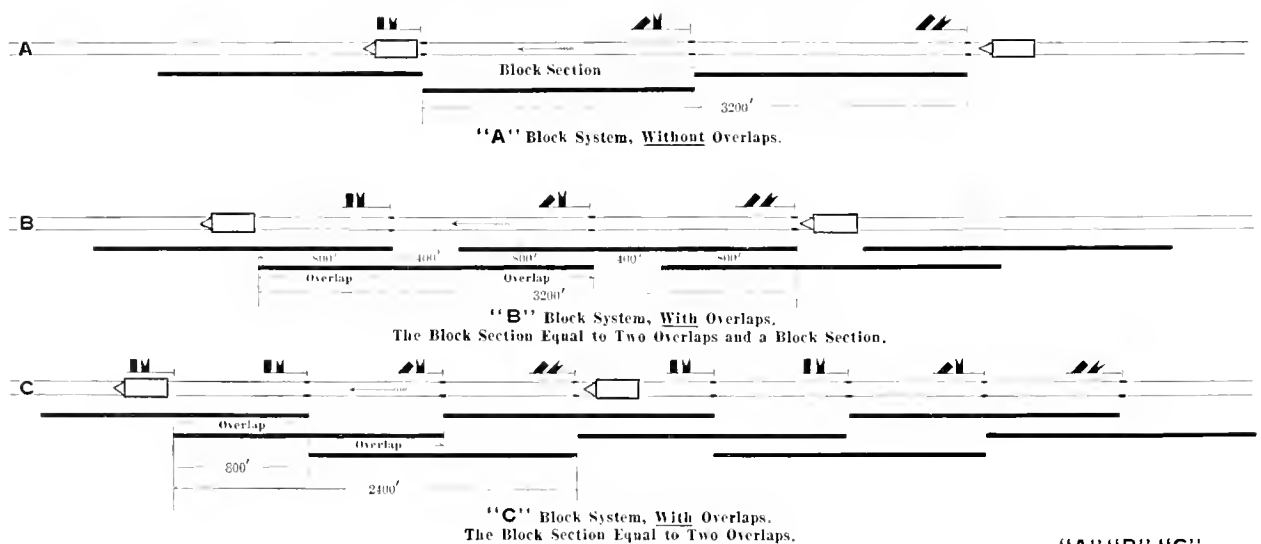 A
Block Section
3200'
"A" Block System, Without Overlaps.
B
800' 400' 800' 400' 800'
Overlap Overlap
3200'
"B" Block System, With Overlaps.
The Block Section Equal to Two Overlaps and a Block Section.
C
Overlap
Overlap
800'
2400'
"C" Block System, With Overlaps.
The Block Section Equal to Two Overlaps.
"A" "B" "C"